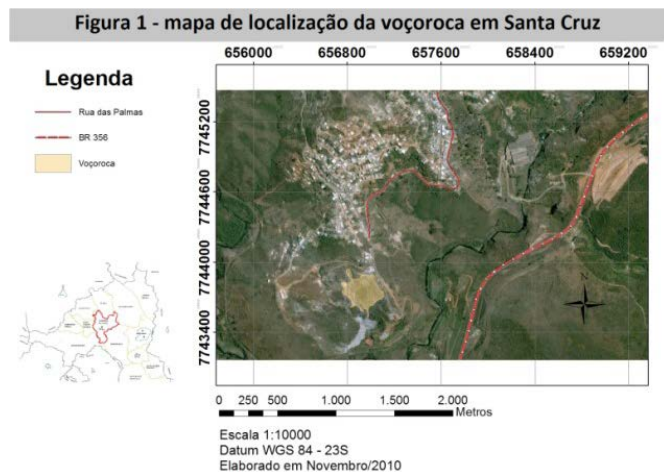 Figura 1 - mapa de localização da voçoroca em Santa Cruz
656000 656800 657600 658400 659200
Legenda
Rua das Palmas
BR 356
Voçoroca
7745200
7744600
7744000
7743400
0 250 500 1.000 1.500 2.000
Metros
Escala 1:10000
Datum WGS 84 - 23S
Elaborado em Novembro/2010